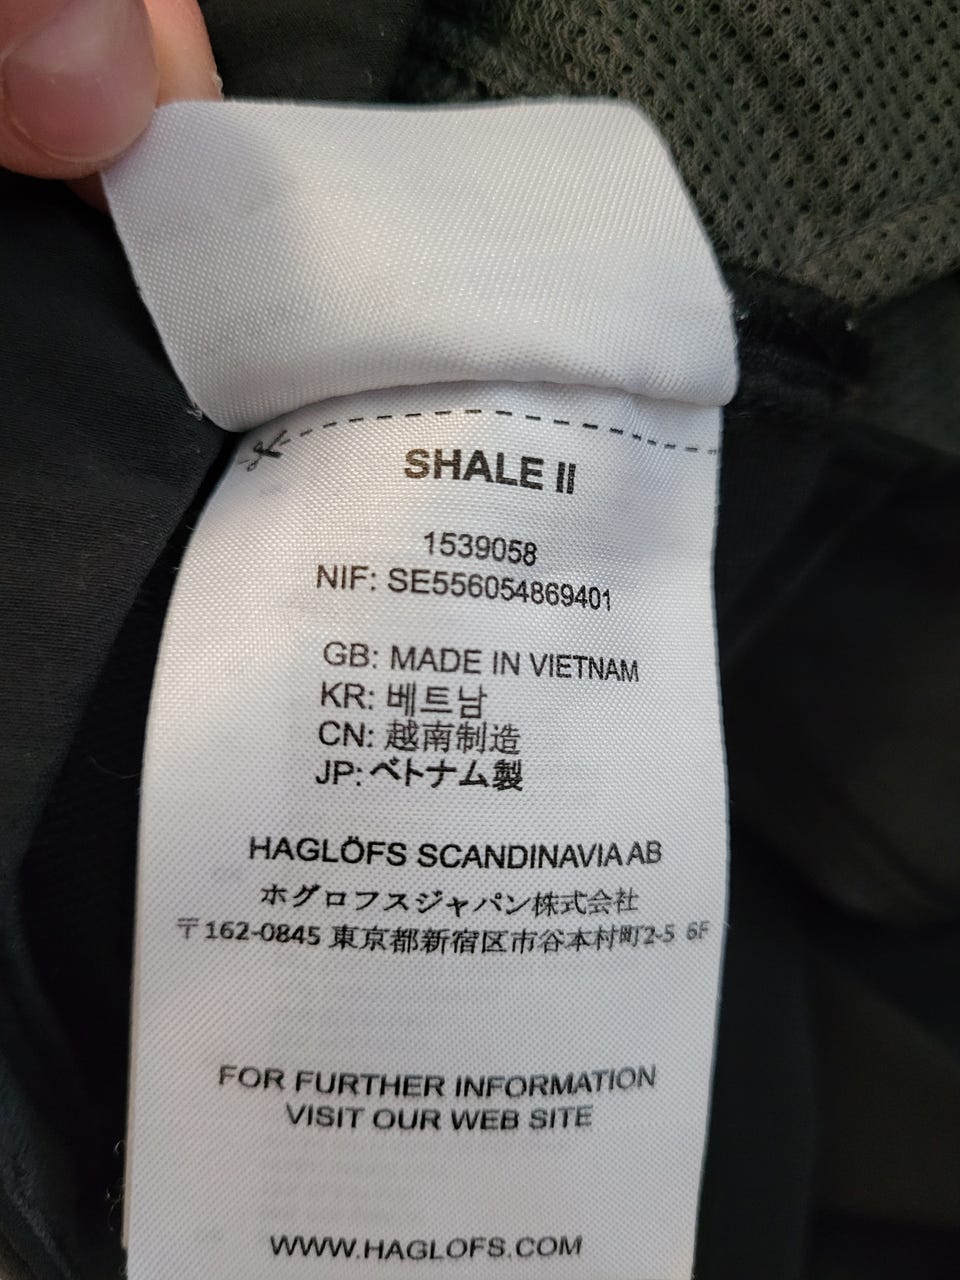 SHALE II
1539058
NIF: SE556054869401
GB: MADE IN VIETNAM
KR: 베트남
CN: 越南制造
JP: ベトナム製
HAGLÖFS SCANDINAVIA AB
ホグロフスジャパン株式会社
〒162-0845 東京都新宿区市谷本村町2-5 6F
FOR FURTHER INFORMATION
VISIT OUR WEB SITE
WWW.HAGLOFS.COM